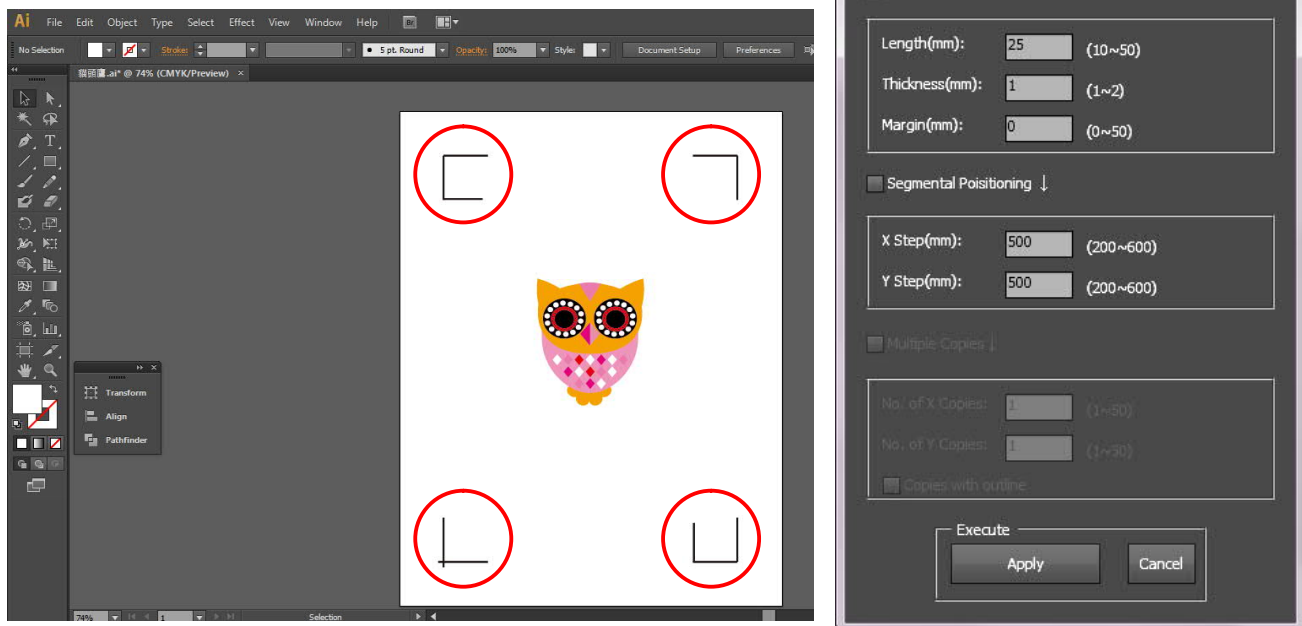 Ai File Edit Object Type Select Effect View Window Help Br
No Selection Stroke: 5 pt. Round Opacity: 100% Style: Document Setup Preferences
貓頭鷹.ai* @ 74% (CMYK/Preview) ×
Transform
Align
Pathfinder
74% 1 Selection
Length(mm): 25 (10~50)
Thickness(mm): 1 (1~2)
Margin(mm): 0 (0~50)
Segmental Poisitioning ↓
X Step(mm): 500 (200~600)
Y Step(mm): 500 (200~600)
Multiple Copies ↓
No. of X Copies: 1 (1~50)
No. of Y Copies: 1 (1~50)
Copies with outline
Execute
Apply Cancel